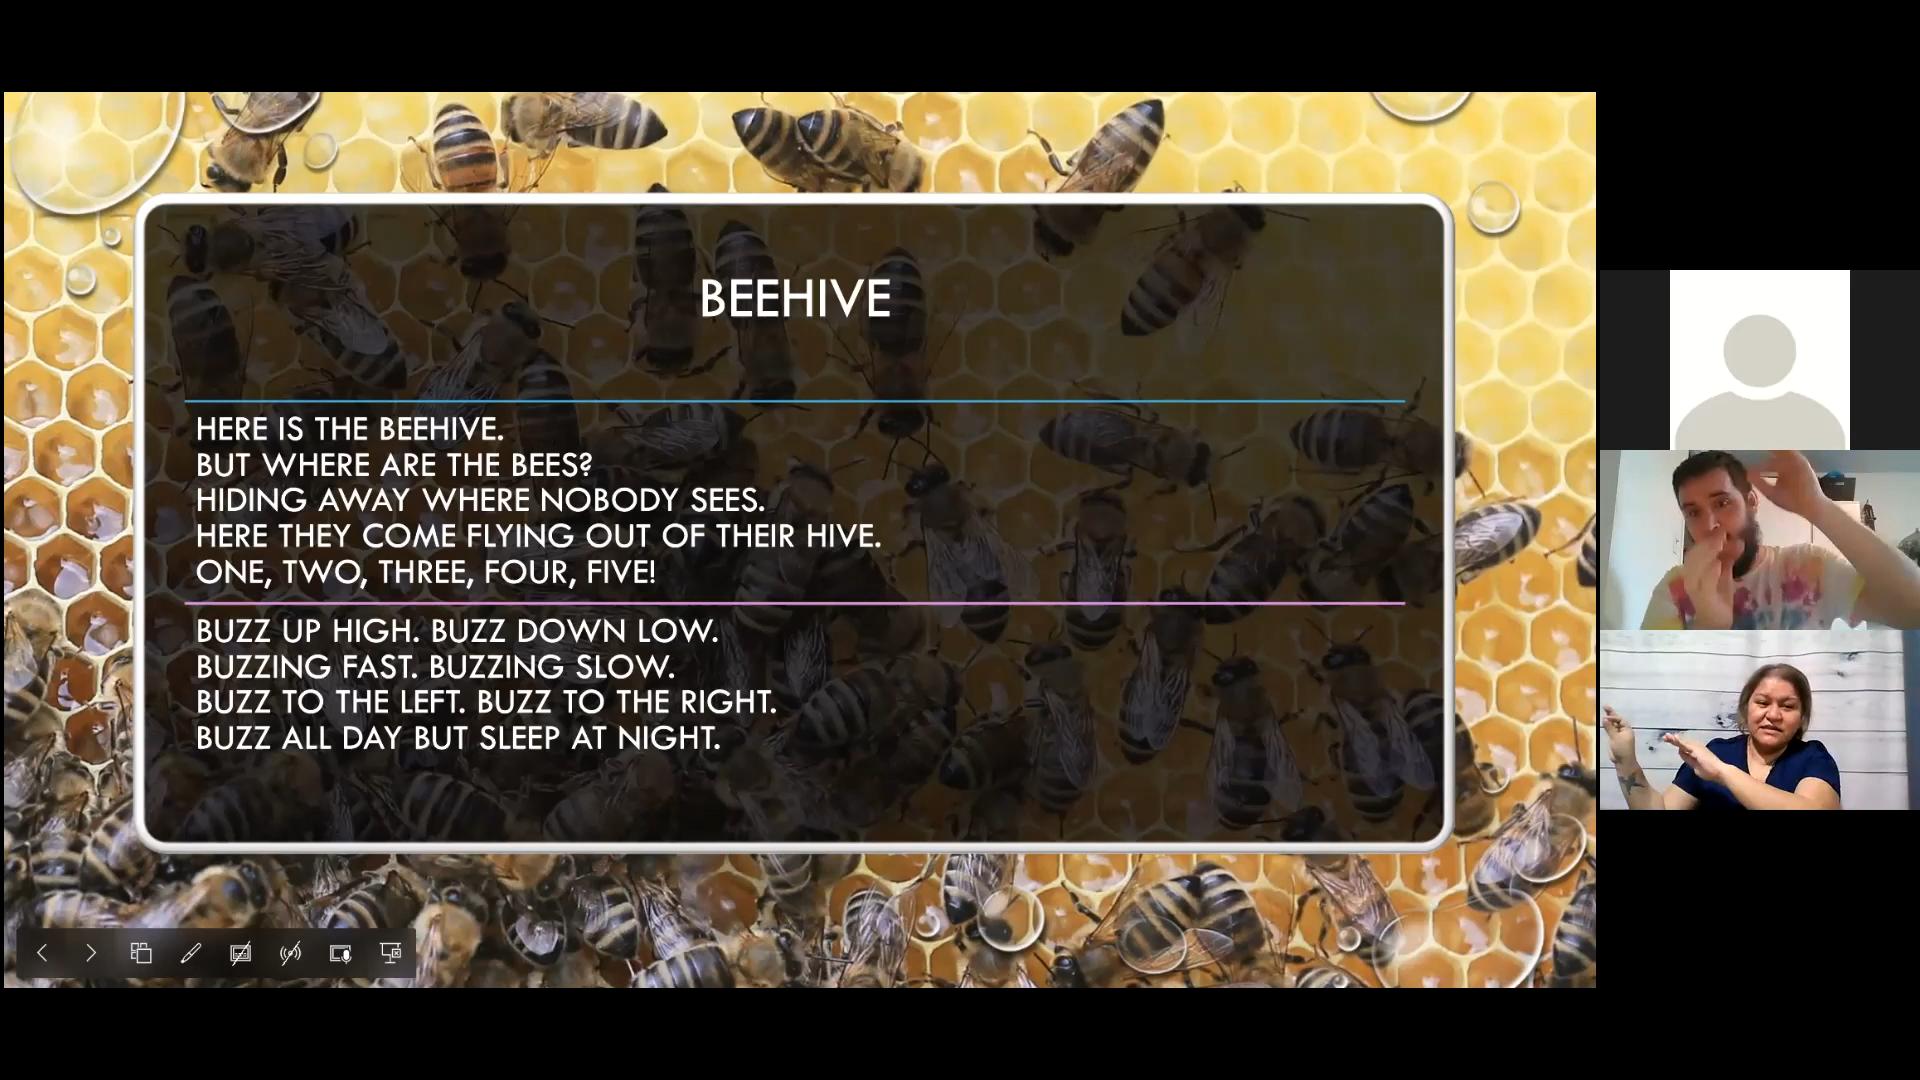 BEEHIVE
HERE IS THE BEEHIVE.
BUT WHERE ARE THE BEES?
HIDING AWAY WHERE NOBODY SEES.
HERE THEY COME FLYING OUT OF THEIR HIVE.
ONE, TWO, THREE, FOUR, FIVE!
BUZZ UP HIGH. BUZZ DOWN LOW.
BUZZING FAST. BUZZING SLOW.
BUZZ TO THE LEFT. BUZZ TO THE RIGHT.
BUZZ ALL DAY BUT SLEEP AT NIGHT.